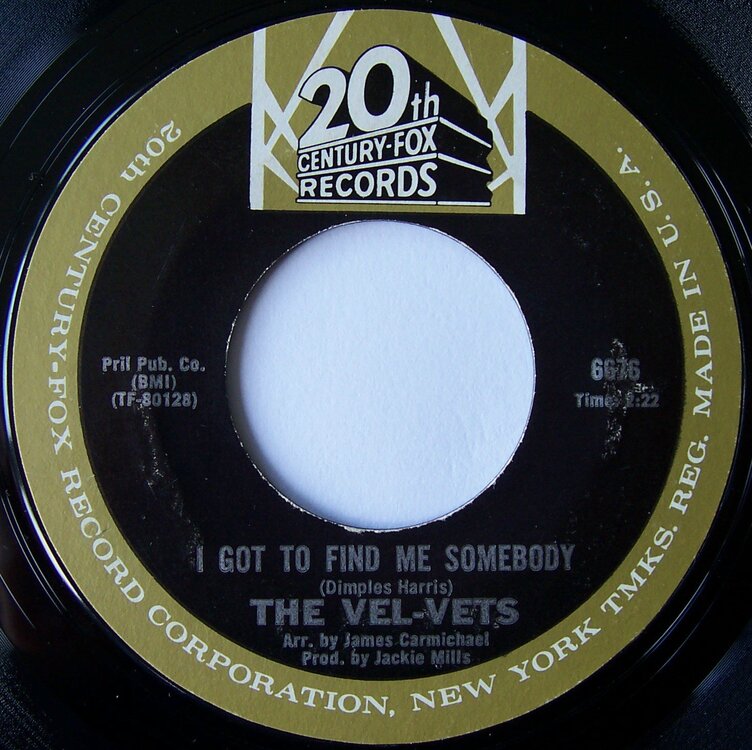 20th
CENTURY-FOX
RECORDS
20th CENTURY-FOX RECORD CORPORATION, NEW YORK TMKS. REG. MADE IN U.S.A.
Pril Pub. Co.
(BMI)
(TF-80128)
6676
Time: 2:22
I GOT TO FIND ME SOMEBODY
(Dimples Harris)
THE VEL-VETS
Arr. by James Carmichael
Prod. by Jackie Mills